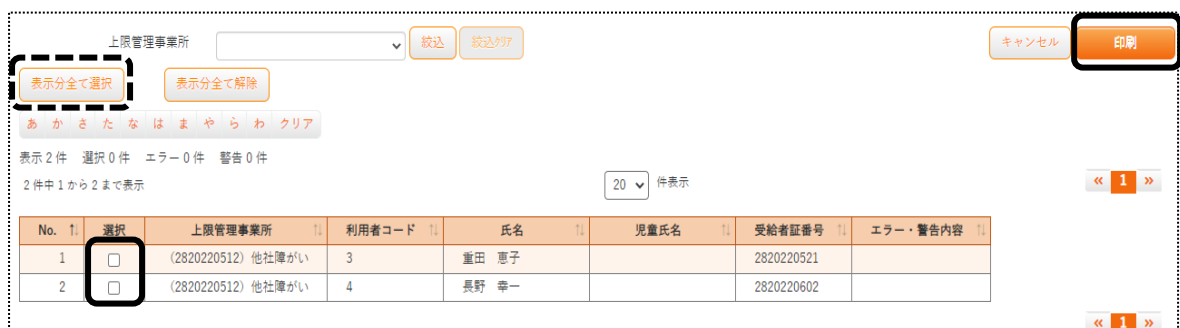 上限管理事業所 絞込 絞込クリア キャンセル 印刷
表示分全て選択 表示分全て解除
あ か さ た な は ま や ら わ クリア
表示 2 件 選択 0 件 エラー 0 件 警告 0 件
2 件中 1 から 2 まで表示 20 件表示 « 1 »
No. 選択 上限管理事業所 利用者コード 氏名 児童氏名 受給者証番号 エラー・警告内容
1 (2820220512) 他社障がい 3 重田 恵子 2820220521
2 (2820220512) 他社障がい 4 長野 幸一 2820220602
« 1 »